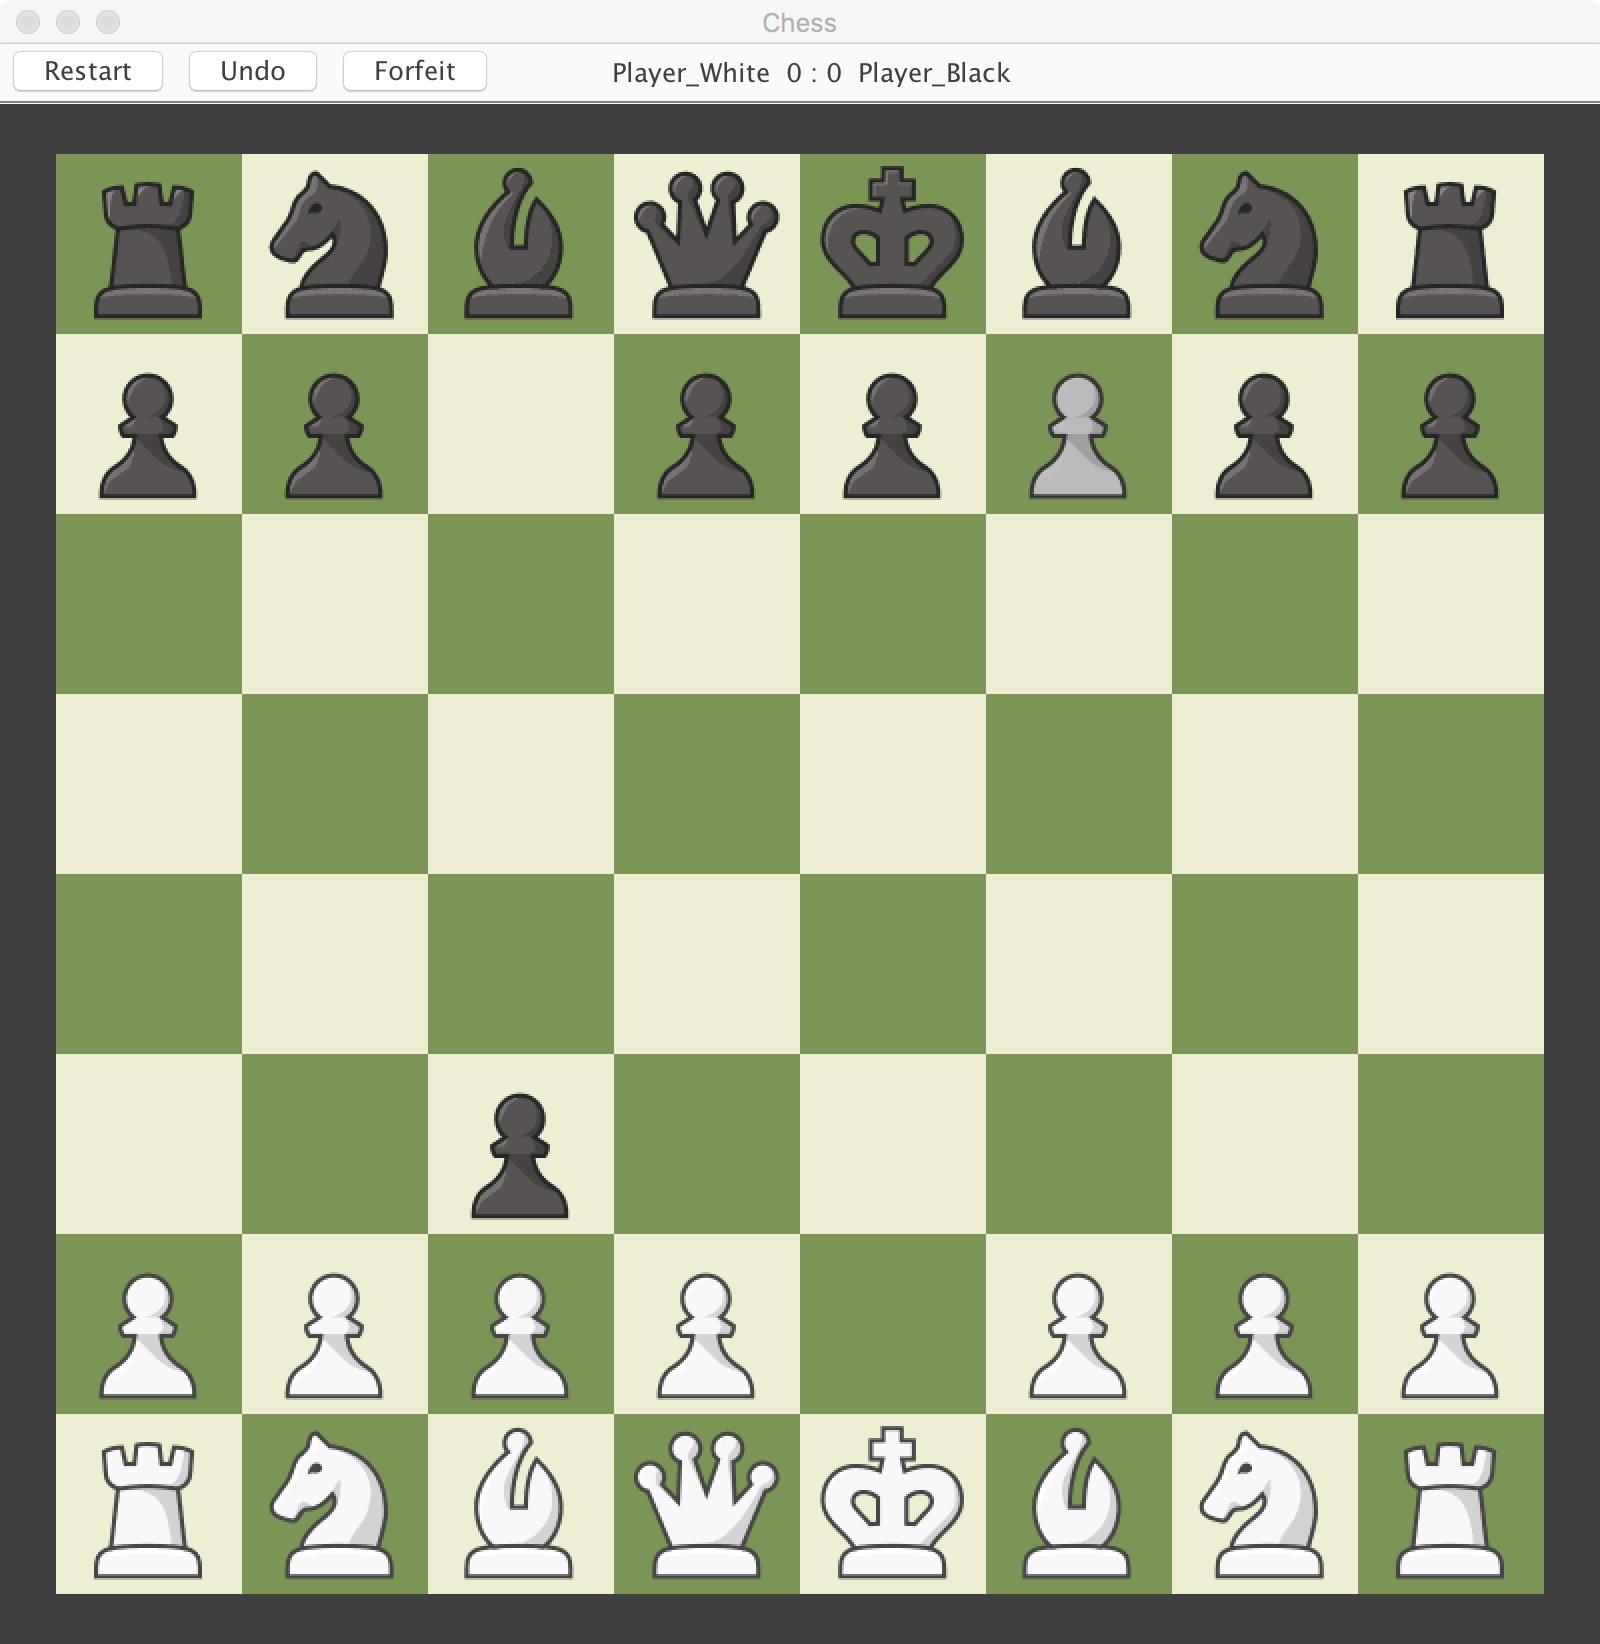 Chess
Restart Undo Forfeit Player_White 0 : 0 Player_Black